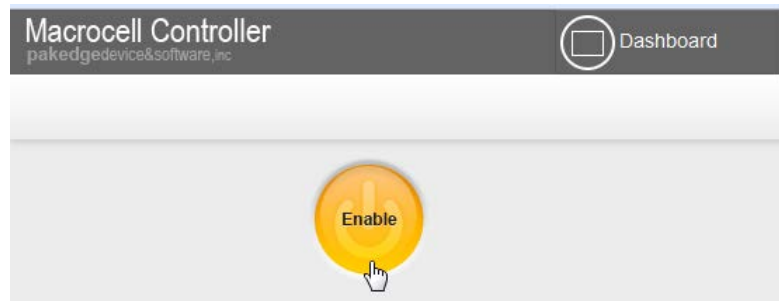 Macrocell Controller
pakedgedevice&software,inc
Dashboard
Enable